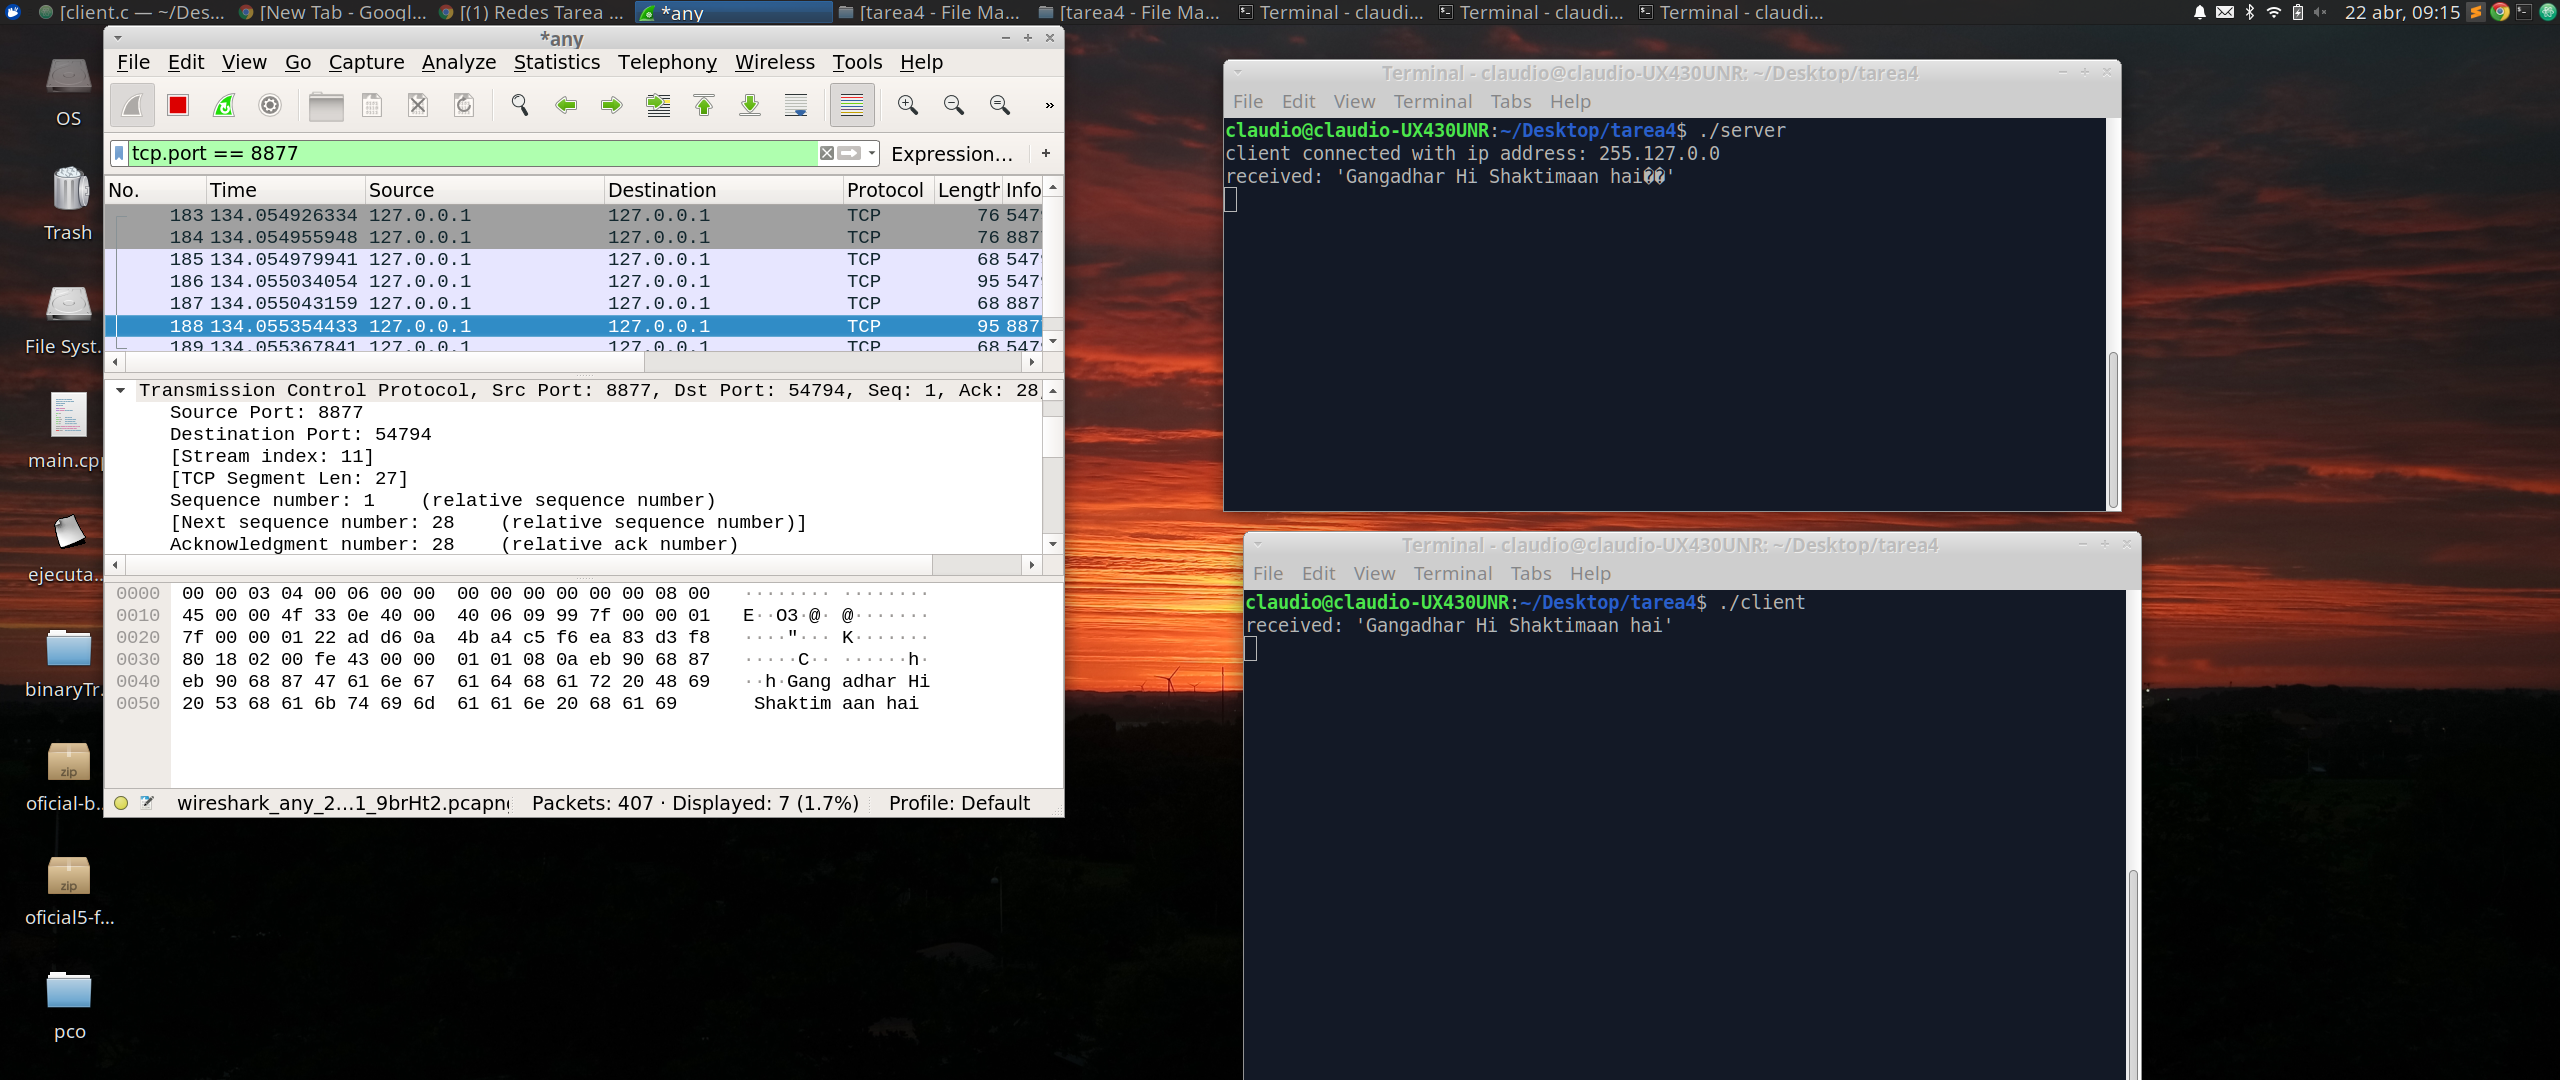 [client.c — ~/Des...
[New Tab - Googl...
[(1) Redes Tarea ...
*any
[tarea4 - File Ma...
[tarea4 - File Ma...
Terminal - claudi...
Terminal - claudi...
Terminal - claudi...
22 abr, 09:15
OS
Trash
File Syst..
main.cpp
ejecuta..
binaryTr.
zip
oficial-b..
zip
oficial5-f...
pco
*any
File Edit View Go Capture Analyze Statistics Telephony Wireless Tools Help
tcp.port == 8877
Expression...
+
No. Time Source Destination Protocol Length Info
183 134.054926334 127.0.0.1 127.0.0.1 TCP 76 547
184 134.054955948 127.0.0.1 127.0.0.1 TCP 76 887
185 134.054979941 127.0.0.1 127.0.0.1 TCP 68 547
186 134.055034054 127.0.0.1 127.0.0.1 TCP 95 547
187 134.055043159 127.0.0.1 127.0.0.1 TCP 68 887
188 134.055354433 127.0.0.1 127.0.0.1 TCP 95 887
189 134.055367841 127.0.0.1 127.0.0.1 TCP 68 547
Transmission Control Protocol, Src Port: 8877, Dst Port: 54794, Seq: 1, Ack: 28,
Source Port: 8877
Destination Port: 54794
[Stream index: 11]
[TCP Segment Len: 27]
Sequence number: 1    (relative sequence number)
[Next sequence number: 28    (relative sequence number)]
Acknowledgment number: 28    (relative ack number)
0000 00 00 03 04 00 06 00 00 00 00 00 00 00 00 08 00 ········ ········
0010 45 00 00 4f 33 0e 40 00 40 06 09 99 7f 00 00 01 E··O3·@· @·······
0020 7f 00 00 01 22 ad d6 0a 4b a4 c5 f6 ea 83 d3 f8 ····"··· K·······
0030 80 18 02 00 fe 43 00 00 01 01 08 0a eb 90 68 87 ·····C·· ······h·
0040 eb 90 68 87 47 61 6e 67 61 64 68 61 72 20 48 69 ··h·Gang adhar Hi
0050 20 53 68 61 6b 74 69 6d 61 61 6e 20 68 61 69 Shaktim aan hai
wireshark_any_2...1_9brHt2.pcapng Packets: 407 · Displayed: 7 (1.7%) Profile: Default
Terminal - claudio@claudio-UX430UNR: ~/Desktop/tarea4
File Edit View Terminal Tabs Help
claudio@claudio-UX430UNR:~/Desktop/tarea4$ ./server
client connected with ip address: 255.127.0.0
received: 'Gangadhar Hi Shaktimaan hai��'
Terminal - claudio@claudio-UX430UNR: ~/Desktop/tarea4
File Edit View Terminal Tabs Help
claudio@claudio-UX430UNR:~/Desktop/tarea4$ ./client
received: 'Gangadhar Hi Shaktimaan hai'